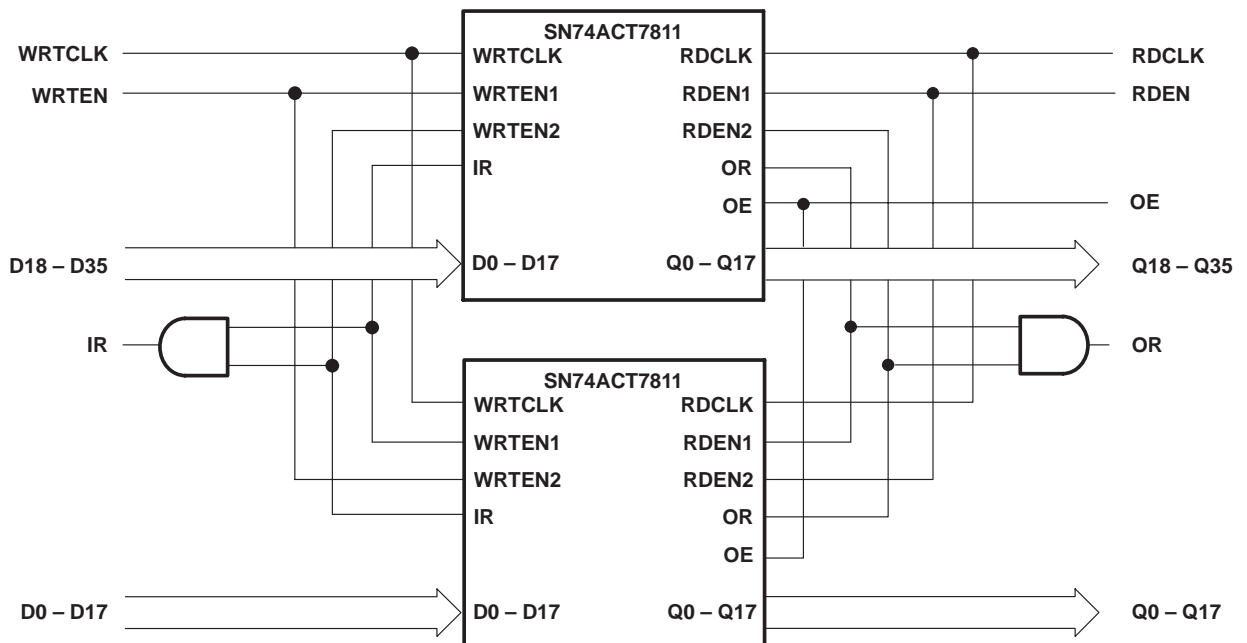 SN74ACT7811
WRTCLK WRTCLK RDCLK RDCLK
WRTEN WRTEN1 RDEN1 RDEN
WRTEN2 RDEN2
IR OR
OE OE
D18 – D35 D0 – D17 Q0 – Q17 Q18 – Q35
IR OR
SN74ACT7811
WRTCLK RDCLK
WRTEN1 RDEN1
WRTEN2 RDEN2
IR OR
OE
D0 – D17 D0 – D17 Q0 – Q17 Q0 – Q17